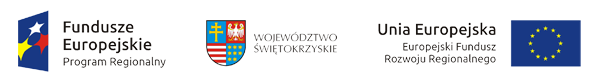 Fundusze
Europejskie
Program Regionalny
WOJEWÓDZTWO
ŚWIĘTOKRZYSKIE
Unia Europejska
Europejski Fundusz
Rozwoju Regionalnego